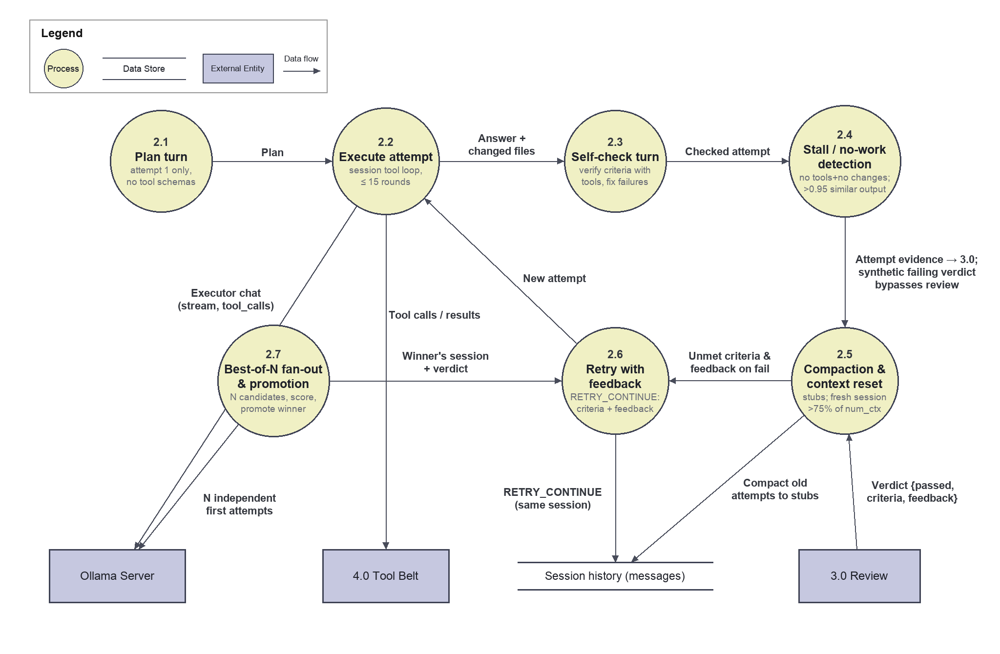 Legend
Process
Data Store
External Entity
Data flow
2.1
Plan turn
attempt 1 only,
no tool schemas
Plan
2.2
Execute attempt
session tool loop,
≤ 15 rounds
Answer +
changed files
2.3
Self-check turn
verify criteria with
tools, fix failures
Checked attempt
2.4
Stall / no-work
detection
no tools+no changes;
>0.95 similar output
Attempt evidence → 3.0;
synthetic failing verdict
bypasses review
New attempt
Executor chat
(stream, tool_calls)
Tool calls / results
2.7
Best-of-N fan-out
& promotion
N candidates, score,
promote winner
Winner's session
+ verdict
2.6
Retry with
feedback
RETRY_CONTINUE:
criteria + feedback
Unmet criteria &
feedback on fail
2.5
Compaction &
context reset
stubs; fresh session
>75% of num_ctx
N independent
first attempts
RETRY_CONTINUE
(same session)
Compact old
attempts to stubs
Verdict {passed,
criteria, feedback}
Ollama Server
4.0 Tool Belt
Session history (messages)
3.0 Review